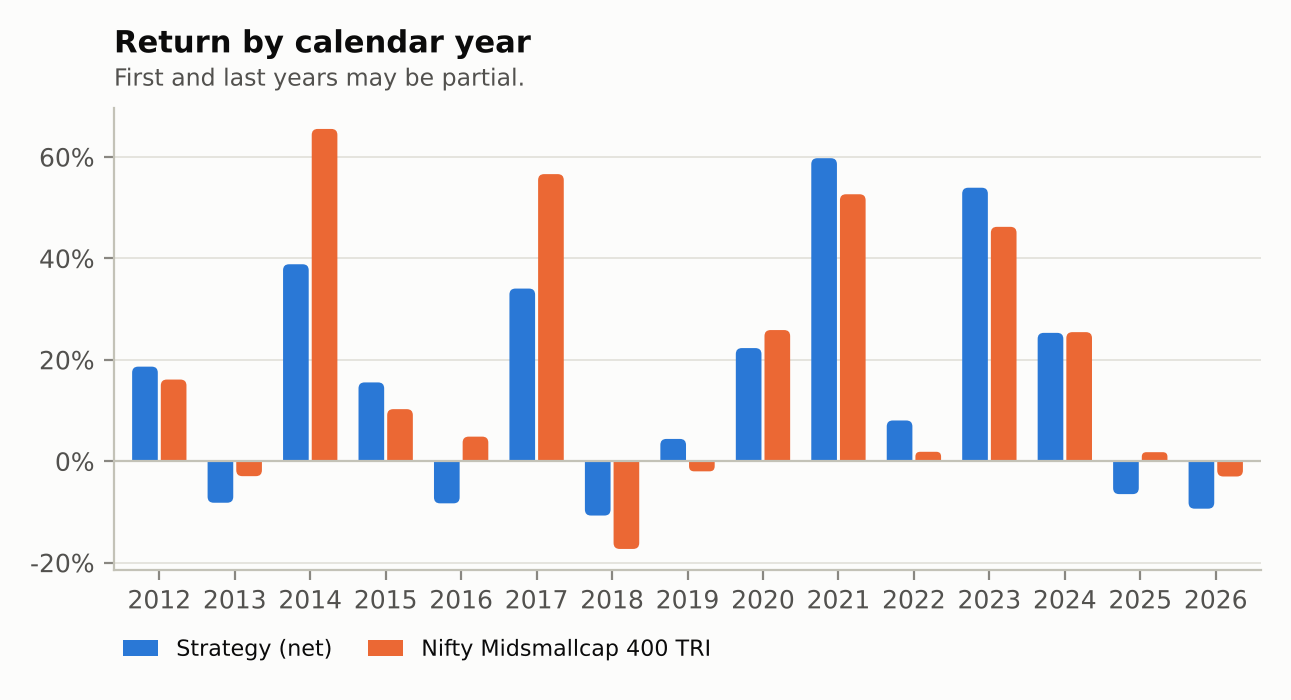 Return by calendar year
First and last years may be partial.
60%
40%
20%
0%
-20%
2012 2013 2014 2015 2016 2017 2018 2019 2020 2021 2022 2023 2024 2025 2026
Strategy (net) Nifty Midsmallcap 400 TRI